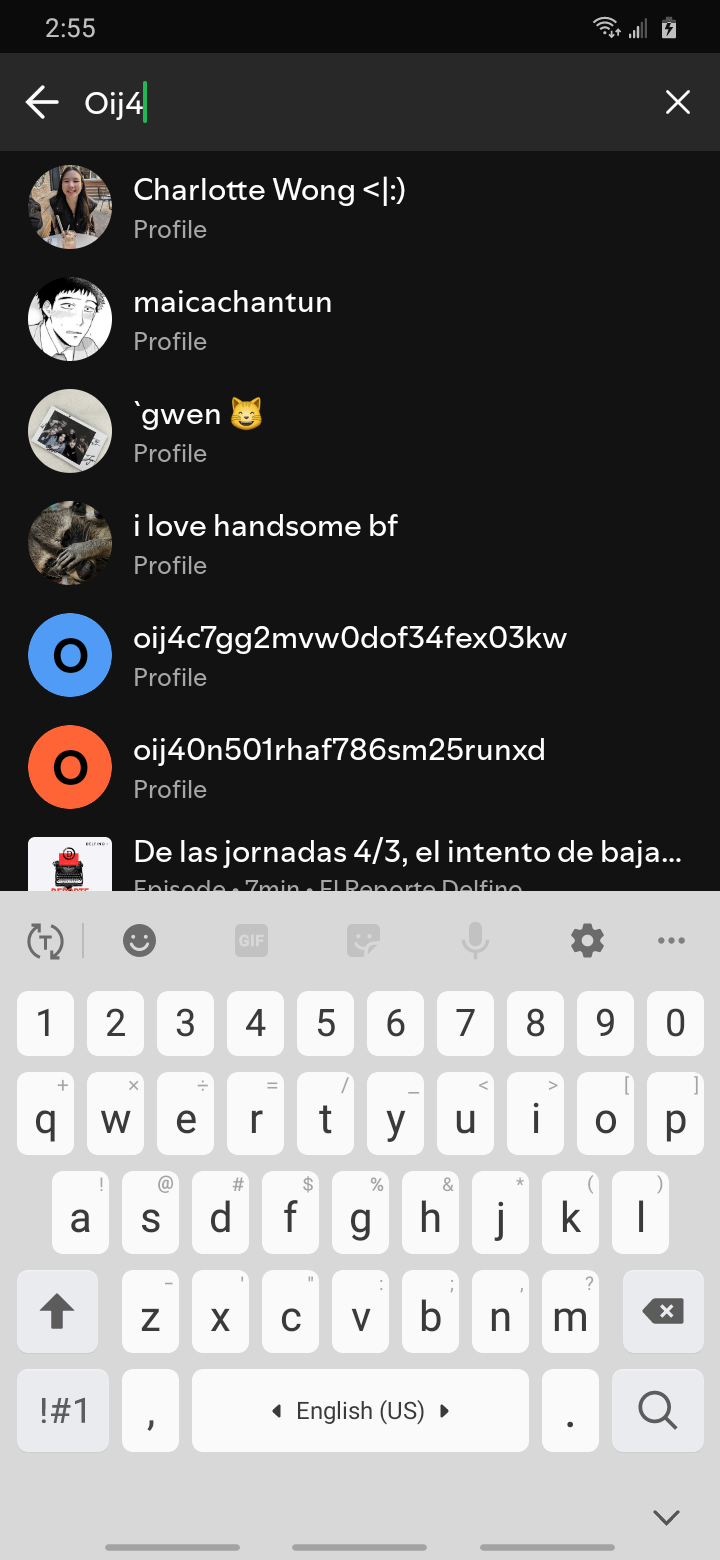 2:55
Oij4
Charlotte Wong <|:)
Profile
maicachantun
Profile
`gwen 😸
Profile
i love handsome bf
Profile
O
oij4c7gg2mvw0dof34fex03kw
Profile
O
oij40n501rhaf786sm25runxd
Profile
DELFINO
De las jornadas 4/3, el intento de baja...
Episode • 7min • El Reporte Delfino
T
GIF
1 2 3 4 5 6 7 8 9 0
+ × ÷ = / _ < > [ ]
q w e r t y u i o p
! @ # $ % & * ( )
a s d f g h j k l
- ' " : ; , ?
z x c v b n m
!#1 , English (US) .